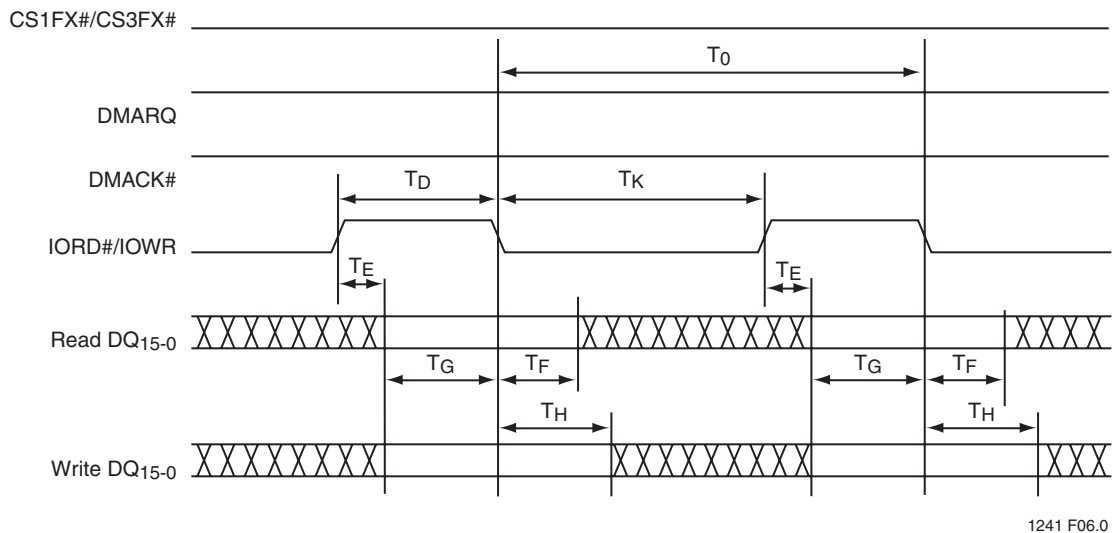 CS1FX#/CS3FX#
T0
DMARQ
DMACK#
TD TK
IORD#/IOWR
TE TE
Read DQ15-0
TG TF TG TF
TH TH
Write DQ15-0
1241 F06.0